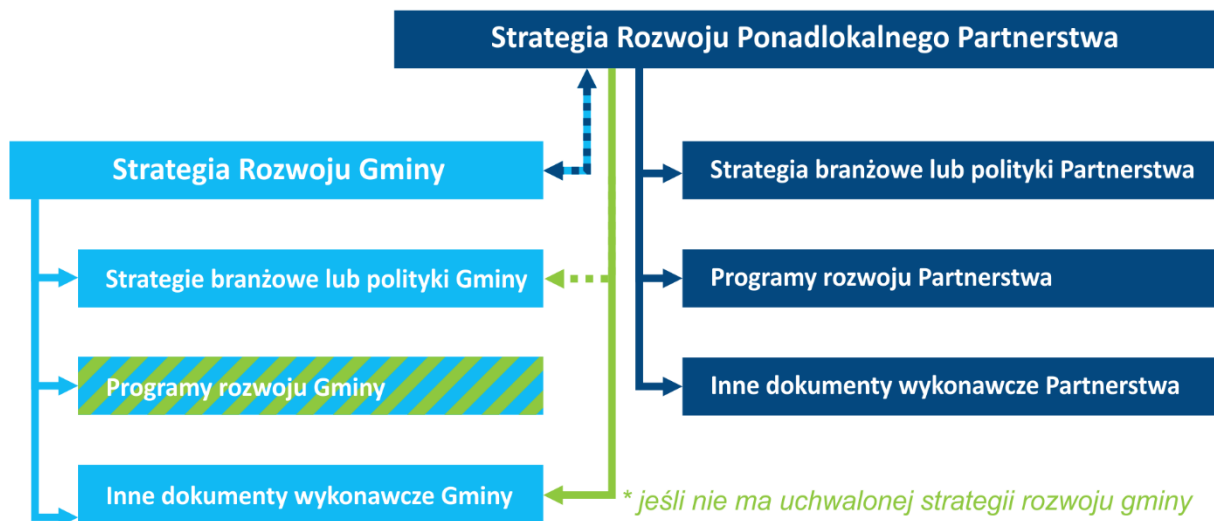 Strategia Rozwoju Ponadlokalnego Partnerstwa
Strategia Rozwoju Gminy
Strategie branżowe lub polityki Gminy
Programy rozwoju Gminy
Inne dokumenty wykonawcze Gminy
Strategia branżowe lub polityki Partnerstwa
Programy rozwoju Partnerstwa
Inne dokumenty wykonawcze Partnerstwa
* jeśli nie ma uchwalonej strategii rozwoju gminy